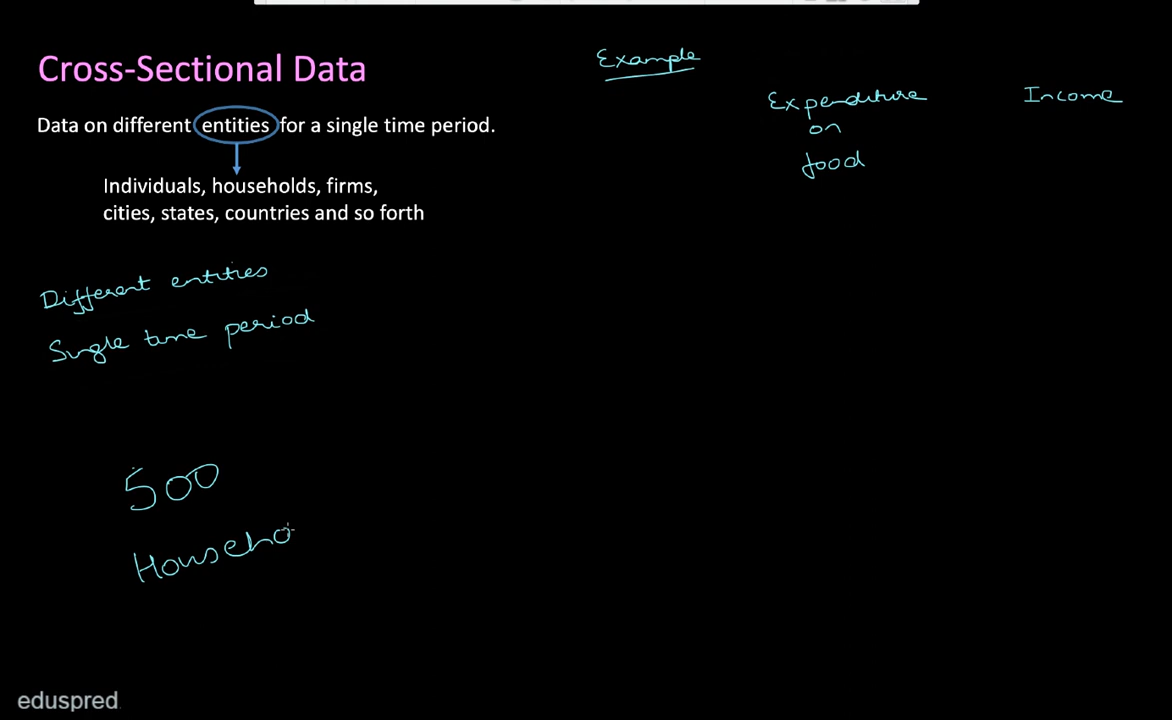 Cross-Sectional Data
Data on different entities for a single time period.
Individuals, households, firms,
cities, states, countries and so forth
Different entities
Single time period
500
Househo
Example
Expenditure
on
food
Income
eduspred